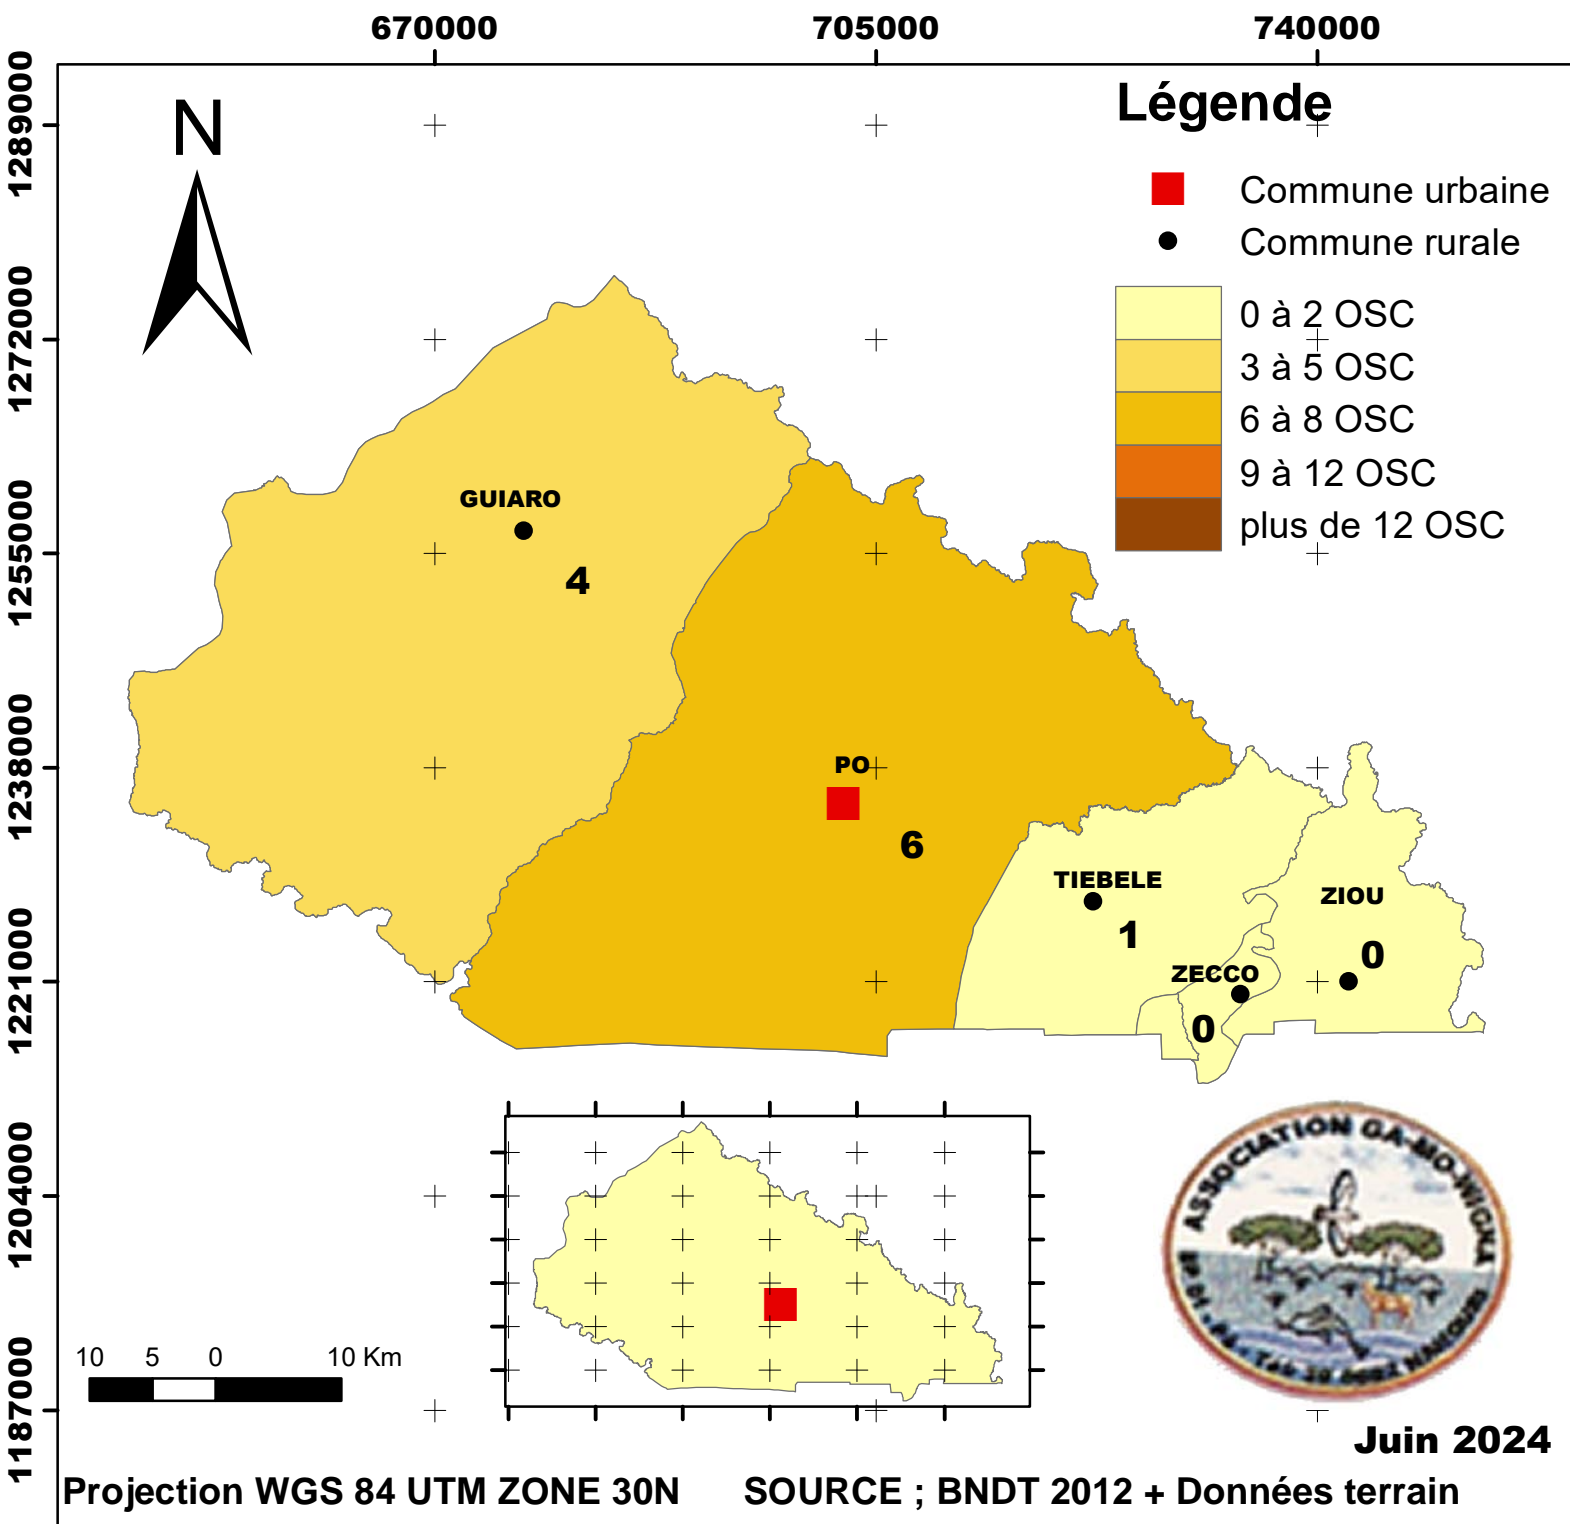 670000 705000 740000
1289000
1272000
1255000
1238000
1221000
1204000
1187000
N
Légende
Commune urbaine
Commune rurale
0 à 2 OSC
3 à 5 OSC
6 à 8 OSC
9 à 12 OSC
plus de 12 OSC
GUIARO
4
PO
6
TIEBELE
1
ZIOU
0
ZECCO
0
ASSOCIATION GA-MO-WIGNA
10 5 0 10 Km
Juin 2024
Projection WGS 84 UTM ZONE 30N SOURCE ; BNDT 2012 + Données terrain